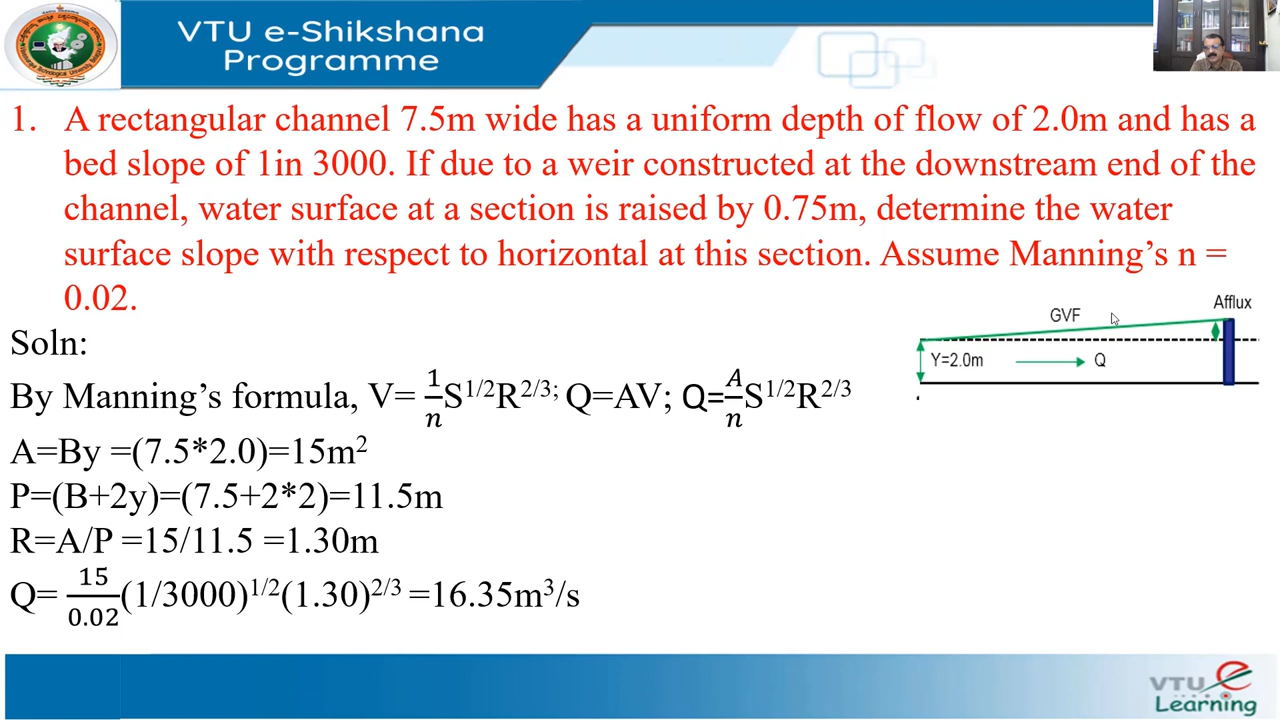 VTU e-Shikshana
Programme
1. A rectangular channel 7.5m wide has a uniform depth of flow of 2.0m and has a
bed slope of 1in 3000. If due to a weir constructed at the downstream end of the
channel, water surface at a section is raised by 0.75m, determine the water
surface slope with respect to horizontal at this section. Assume Manning’s n =
0.02.
Afflux
GVF
Y=2.0m
Q
Soln:
By Manning’s formula, V= 1/n S^1/2 R^2/3; Q=AV; Q= A/n S^1/2 R^2/3
A=By =(7.5*2.0)=15m²
P=(B+2y)=(7.5+2*2)=11.5m
R=A/P =15/11.5 =1.30m
Q= 15/0.02 (1/3000)^1/2 (1.30)^2/3 =16.35m³/s
VTU e
Learning